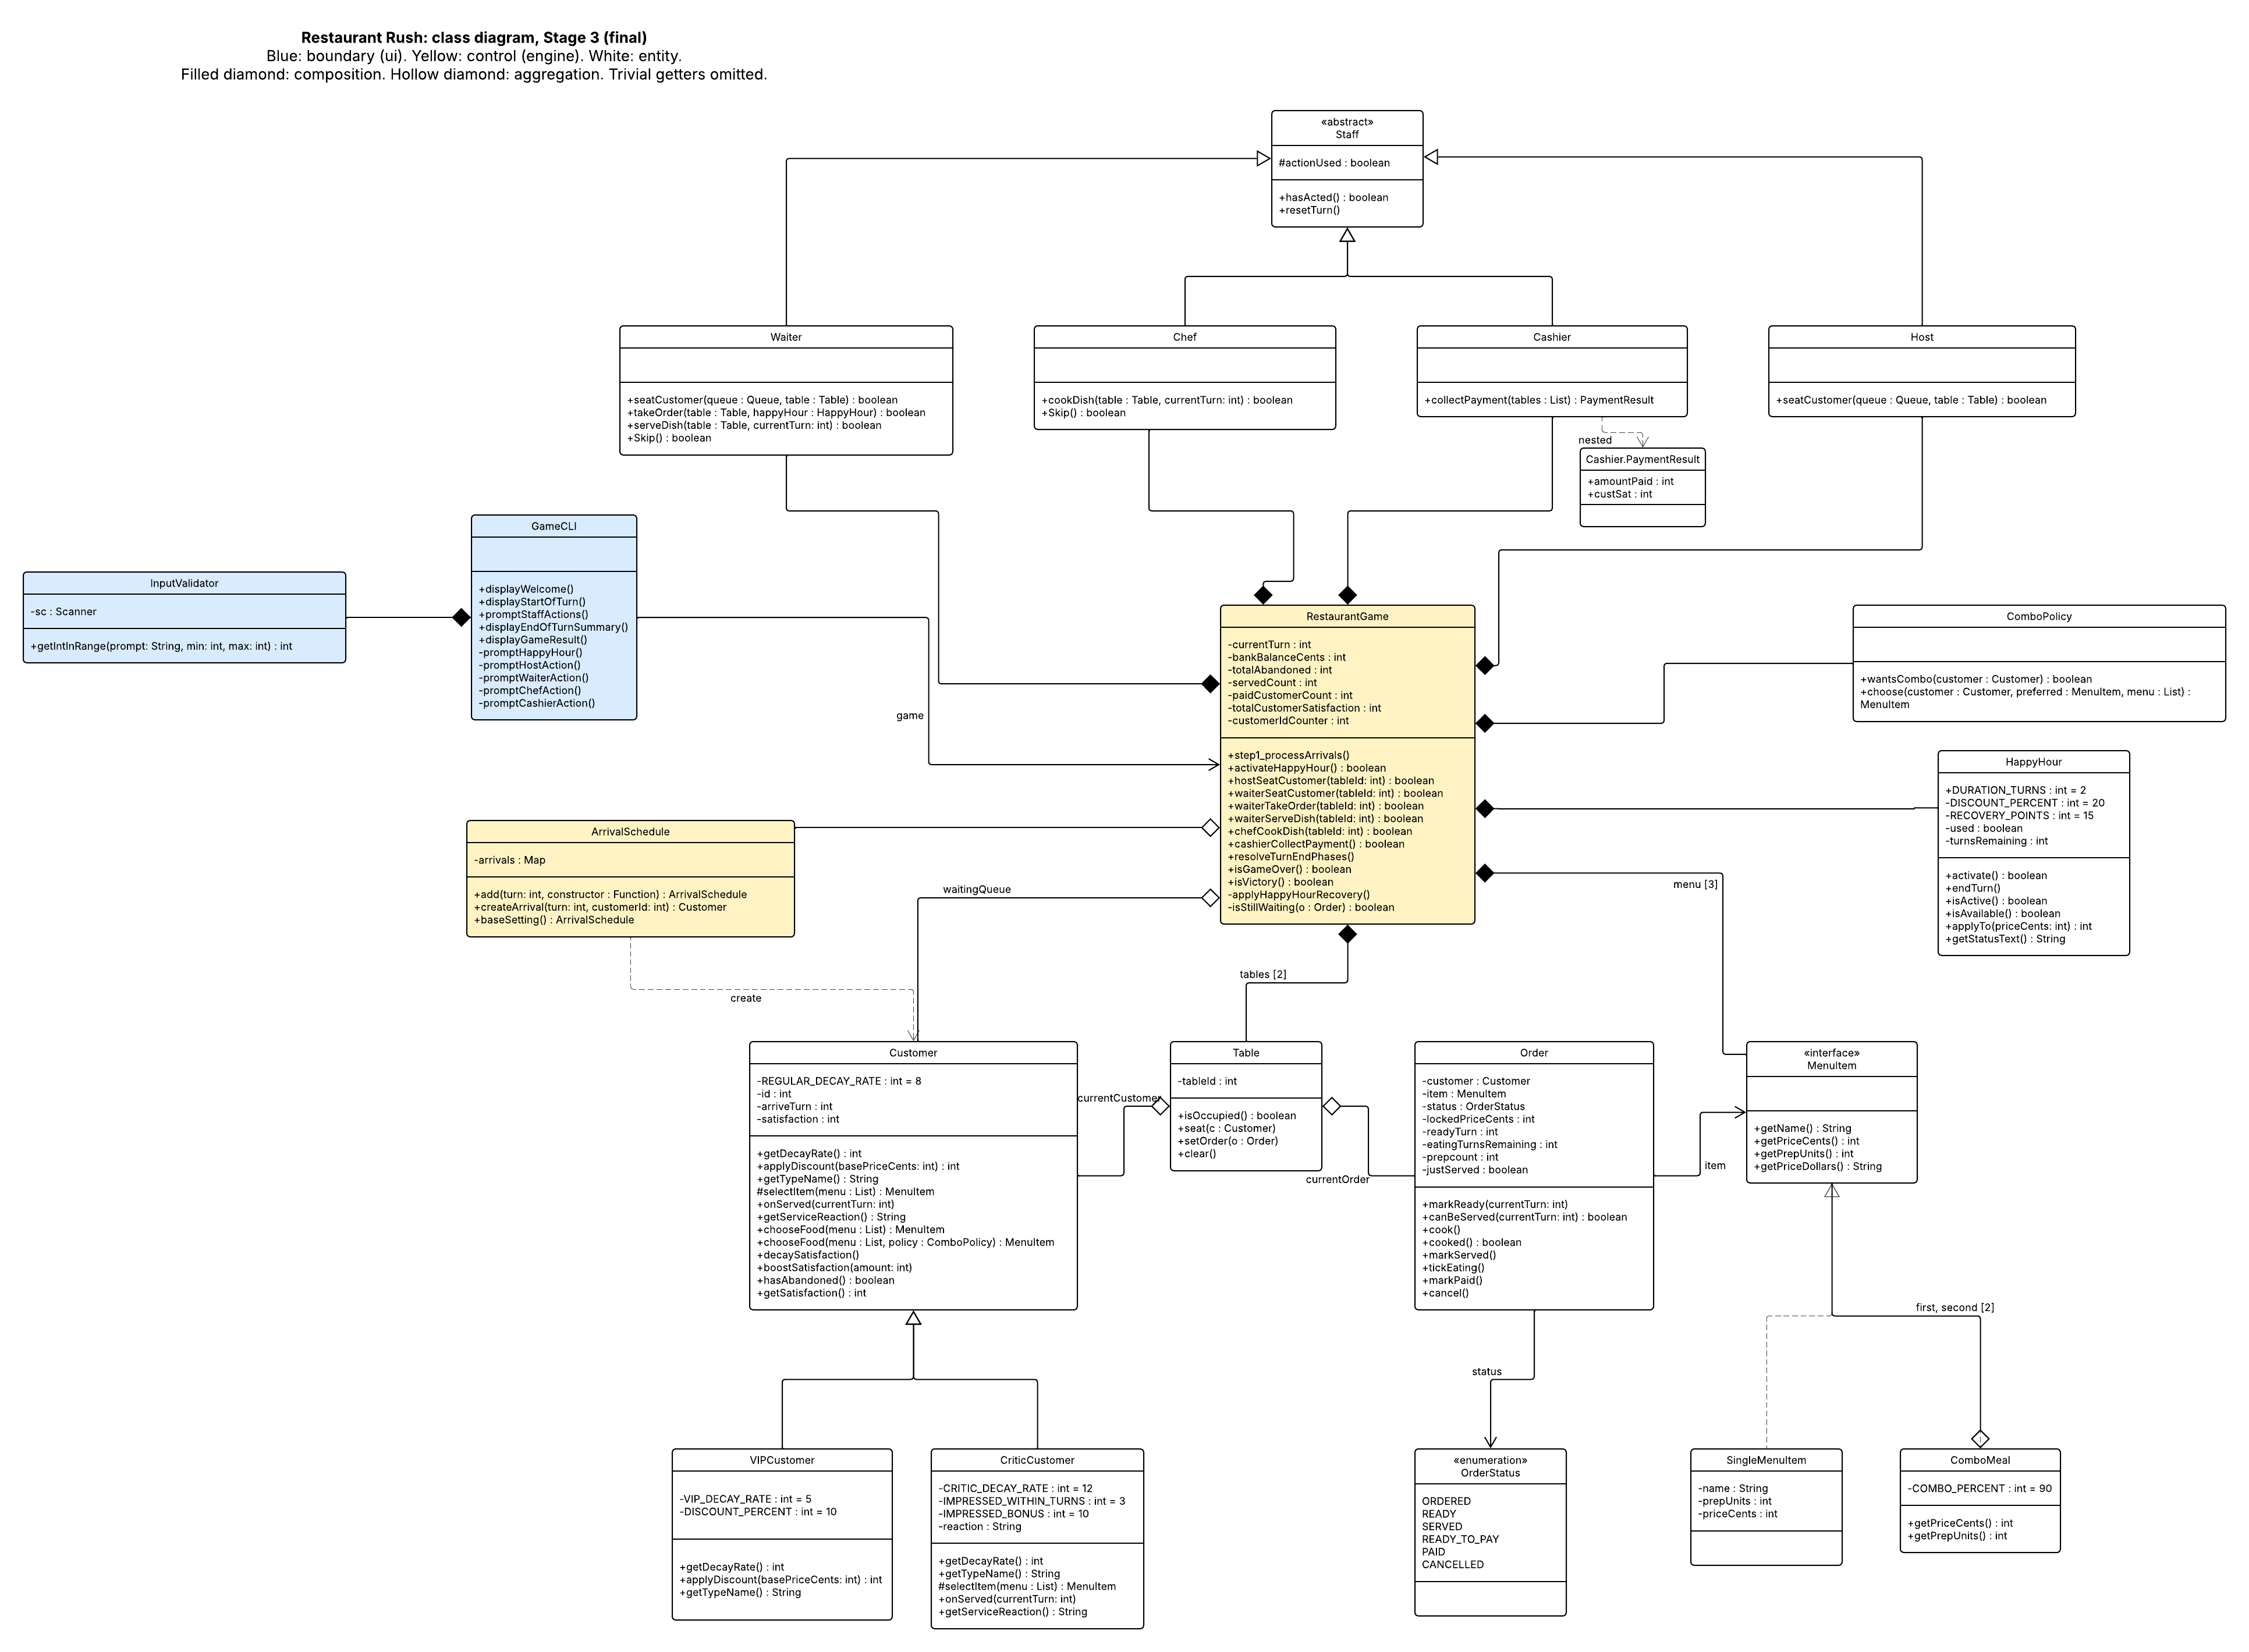 Restaurant Rush: class diagram, Stage 3 (final)
Blue: boundary (ui). Yellow: control (engine). White: entity.
Filled diamond: composition. Hollow diamond: aggregation. Trivial getters omitted.
«abstract»
Staff
#actionUsed : boolean
+hasActed() : boolean
+resetTurn()
Waiter
+seatCustomer(queue : Queue, table : Table) : boolean
+takeOrder(table : Table, happyHour : HappyHour) : boolean
+serveDish(table : Table, currentTurn: int) : boolean
+Skip() : boolean
Chef
+cookDish(table : Table, currentTurn: int) : boolean
+Skip() : boolean
Cashier
+collectPayment(tables : List) : PaymentResult
Host
+seatCustomer(queue : Queue, table : Table) : boolean
nested
Cashier.PaymentResult
+amountPaid : int
+custSat : int
GameCLI
+displayWelcome()
+displayStartOfTurn()
+promptStaffActions()
+displayEndOfTurnSummary()
+displayGameResult()
-promptHappyHour()
-promptHostAction()
-promptWaiterAction()
-promptChefAction()
-promptCashierAction()
InputValidator
-sc : Scanner
+getIntInRange(prompt: String, min: int, max: int) : int
game
RestaurantGame
-currentTurn : int
-bankBalanceCents : int
-totalAbandoned : int
-servedCount : int
-paidCustomerCount : int
-totalCustomerSatisfaction : int
-customerIdCounter : int
+step1_processArrivals()
+activateHappyHour() : boolean
+hostSeatCustomer(tableId: int) : boolean
+waiterSeatCustomer(tableId: int) : boolean
+waiterTakeOrder(tableId: int) : boolean
+waiterServeDish(tableId: int) : boolean
+chefCookDish(tableId: int) : boolean
+cashierCollectPayment() : boolean
+resolveTurnEndPhases()
+isGameOver() : boolean
+isVictory() : boolean
-applyHappyHourRecovery()
-isStillWaiting(o : Order) : boolean
ComboPolicy
+wantsCombo(customer : Customer) : boolean
+choose(customer : Customer, preferred : MenuItem, menu : List) :
MenuItem
HappyHour
+DURATION_TURNS : int = 2
-DISCOUNT_PERCENT : int = 20
-RECOVERY_POINTS : int = 15
-used : boolean
-turnsRemaining : int
+activate() : boolean
+endTurn()
+isActive() : boolean
+isAvailable() : boolean
+applyTo(priceCents: int) : int
+getStatusText() : String
ArrivalSchedule
-arrivals : Map
+add(turn: int, constructor : Function) : ArrivalSchedule
+createArrival(turn: int, customerId: int) : Customer
+baseSetting() : ArrivalSchedule
waitingQueue
menu [3]
tables [2]
create
Customer
-REGULAR_DECAY_RATE : int = 8
-id : int
-arriveTurn : int
-satisfaction : int
+getDecayRate() : int
+applyDiscount(basePriceCents: int) : int
+getTypeName() : String
#selectItem(menu : List) : MenuItem
+onServed(currentTurn: int)
+getServiceReaction() : String
+chooseFood(menu : List) : MenuItem
+chooseFood(menu : List, policy : ComboPolicy) : MenuItem
+decaySatisfaction()
+boostSatisfaction(amount: int)
+hasAbandoned() : boolean
+getSatisfaction() : int
currentCustomer
Table
-tableId : int
+isOccupied() : boolean
+seat(c : Customer)
+setOrder(o : Order)
+clear()
currentOrder
Order
-customer : Customer
-item : MenuItem
-status : OrderStatus
-lockedPriceCents : int
-readyTurn : int
-eatingTurnsRemaining : int
-prepcount : int
-justServed : boolean
+markReady(currentTurn: int)
+canBeServed(currentTurn: int) : boolean
+cook()
+cooked() : boolean
+markServed()
+tickEating()
+markPaid()
+cancel()
item
«interface»
MenuItem
+getName() : String
+getPriceCents() : int
+getPrepUnits() : int
+getPriceDollars() : String
first, second [2]
status
VIPCustomer
-VIP_DECAY_RATE : int = 5
-DISCOUNT_PERCENT : int = 10
+getDecayRate() : int
+applyDiscount(basePriceCents: int) : int
+getTypeName() : String
CriticCustomer
-CRITIC_DECAY_RATE : int = 12
-IMPRESSED_WITHIN_TURNS : int = 3
-IMPRESSED_BONUS : int = 10
-reaction : String
+getDecayRate() : int
+getTypeName() : String
#selectItem(menu : List) : MenuItem
+onServed(currentTurn: int)
+getServiceReaction() : String
«enumeration»
OrderStatus
ORDERED
READY
SERVED
READY_TO_PAY
PAID
CANCELLED
SingleMenuItem
-name : String
-prepUnits : int
-priceCents : int
ComboMeal
-COMBO_PERCENT : int = 90
+getPriceCents() : int
+getPrepUnits() : int